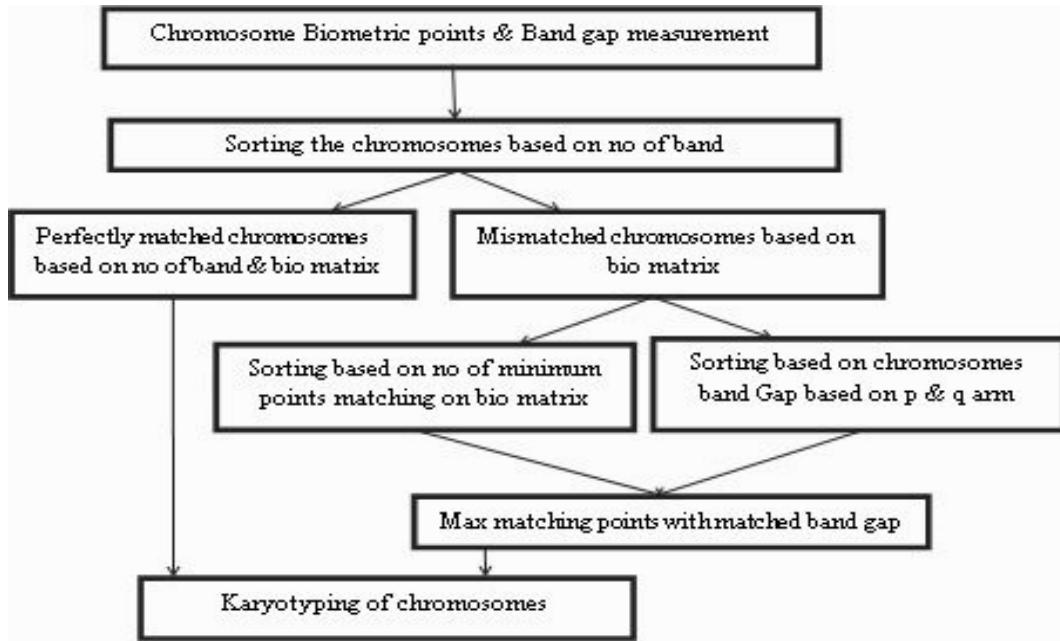 Chromosome Biometric points & Band gap measurement
Sorting the chromosomes based on no of band
Perfectly matched chromosomes
based on no of band & bio matrix
Mismatched chromosomes based on
bio matrix
Sorting based on no of minimum
points matching on bio matrix
Sorting based on chromosomes
band Gap based on p & q arm
Max matching points with matched band gap
Karyotyping of chromosomes